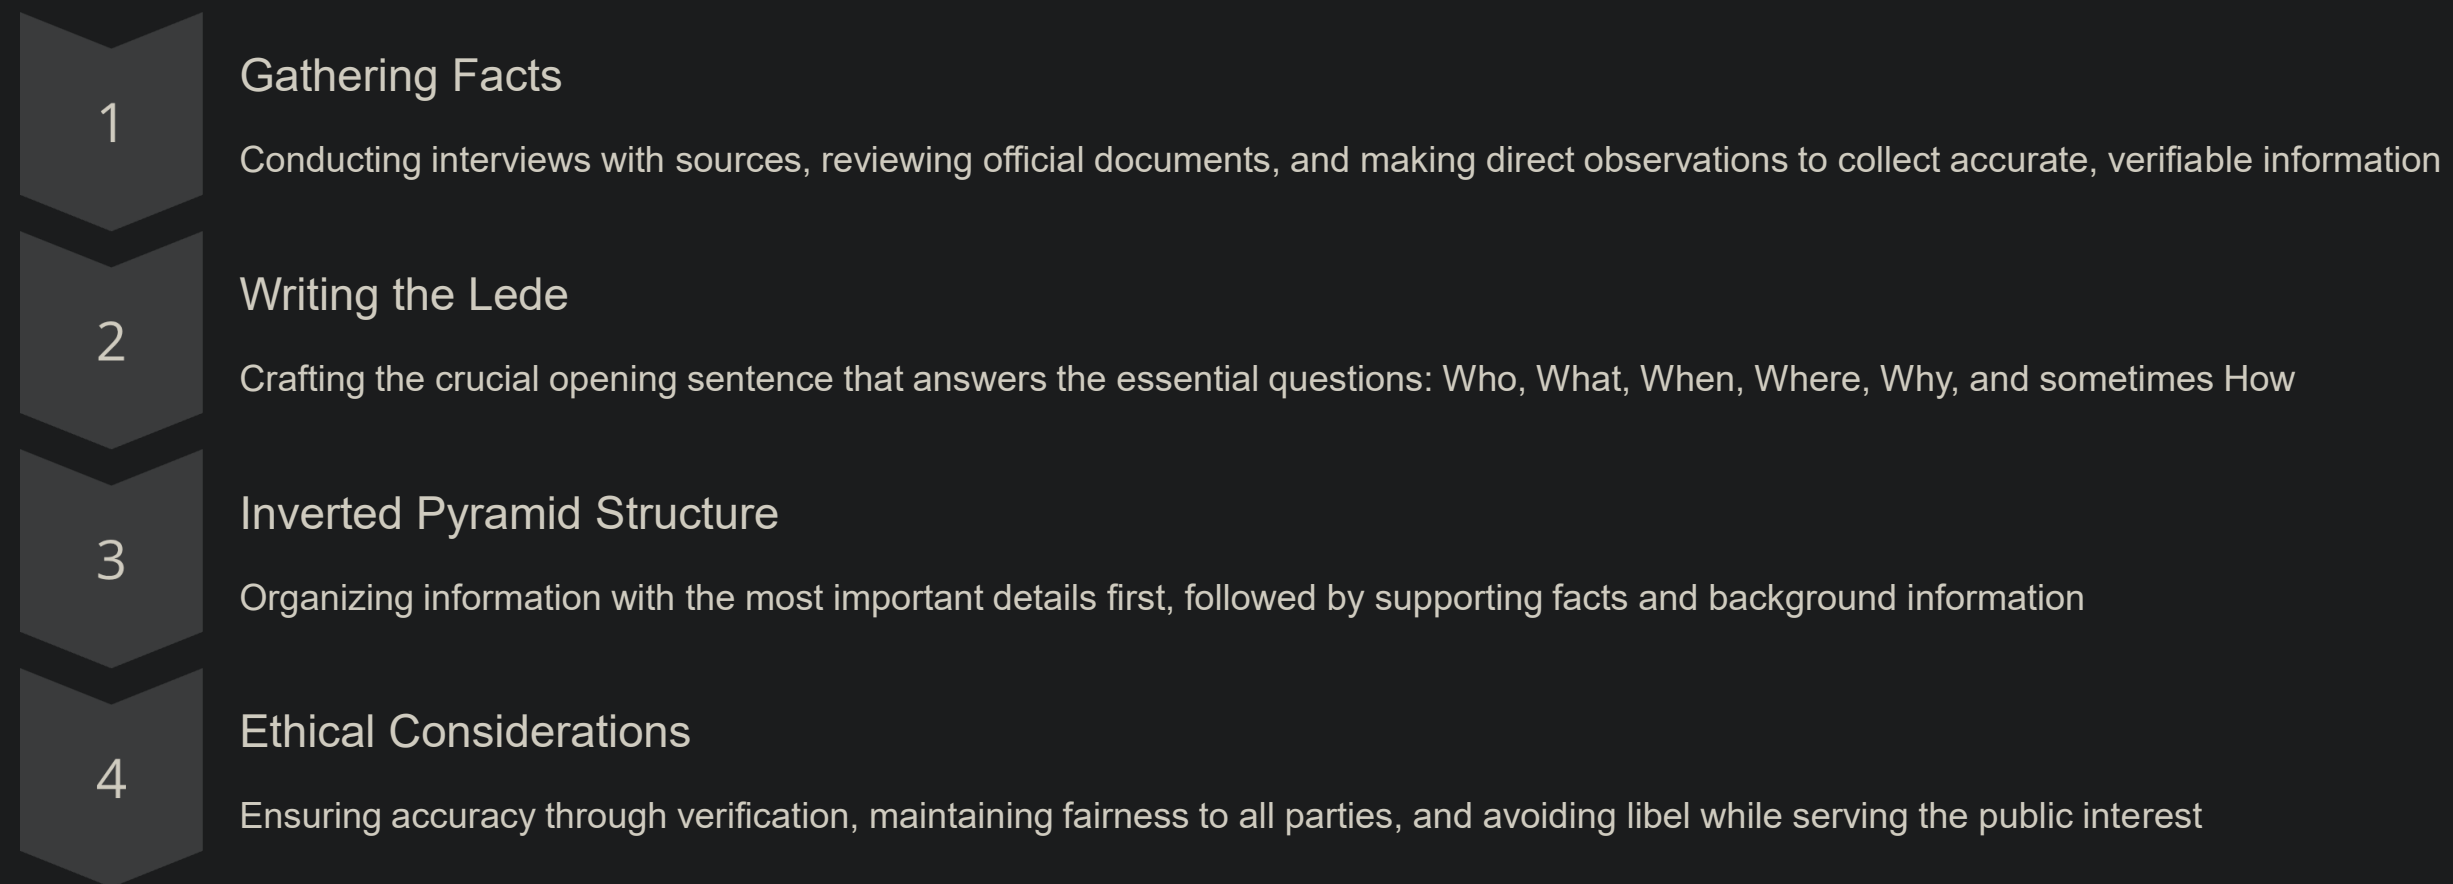 1
Gathering Facts
Conducting interviews with sources, reviewing official documents, and making direct observations to collect accurate, verifiable information
2
Writing the Lede
Crafting the crucial opening sentence that answers the essential questions: Who, What, When, Where, Why, and sometimes How
3
Inverted Pyramid Structure
Organizing information with the most important details first, followed by supporting facts and background information
4
Ethical Considerations
Ensuring accuracy through verification, maintaining fairness to all parties, and avoiding libel while serving the public interest